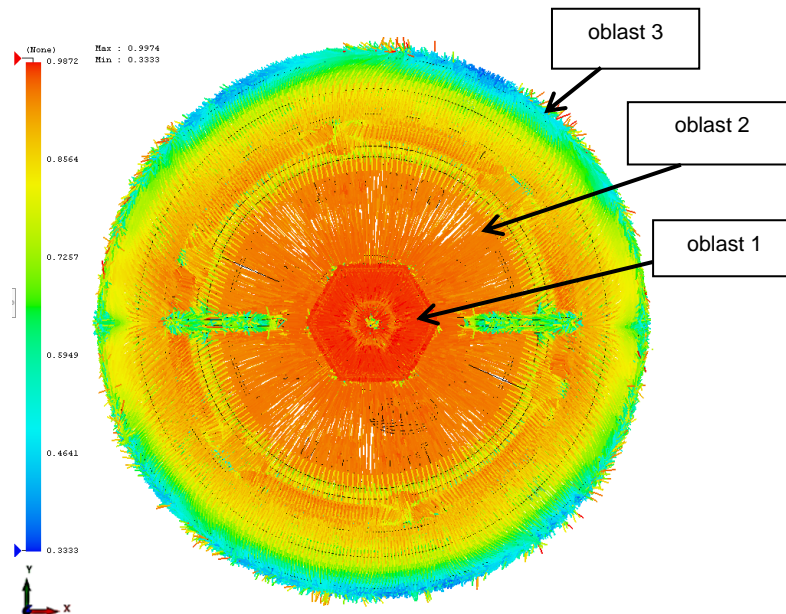 (None)
Max : 0.9974
Min : 0.3333
0.9872
0.8564
0.7257
0.5949
0.4641
0.3333
oblast 3
oblast 2
oblast 1
Y
X